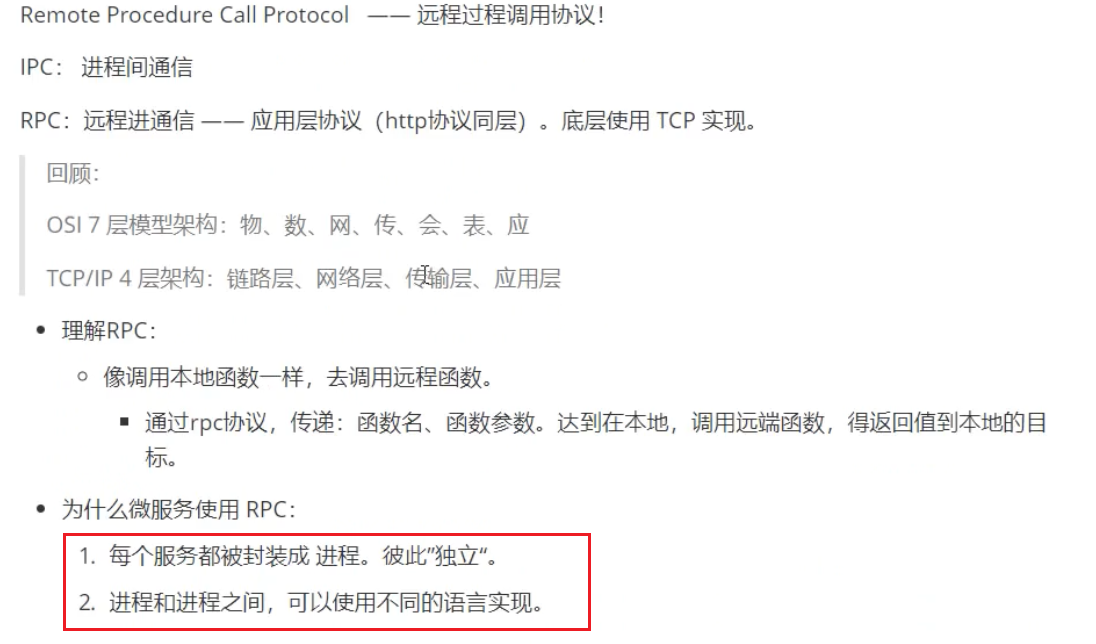 Remote Procedure Call Protocol —— 远程过程调用协议！
IPC： 进程间通信
RPC：远程进通信 —— 应用层协议（http协议同层）。底层使用 TCP 实现。
回顾：
OSI 7 层模型架构：物、数、网、传、会、表、应
TCP/IP 4 层架构：链路层、网络层、传输层、应用层
• 理解RPC：
○ 像调用本地函数一样，去调用远程函数。
▪ 通过rpc协议，传递：函数名、函数参数。达到在本地，调用远端函数，得返回值到本地的目
标。
• 为什么微服务使用 RPC：
1. 每个服务都被封装成 进程。彼此”独立“。
2. 进程和进程之间，可以使用不同的语言实现。